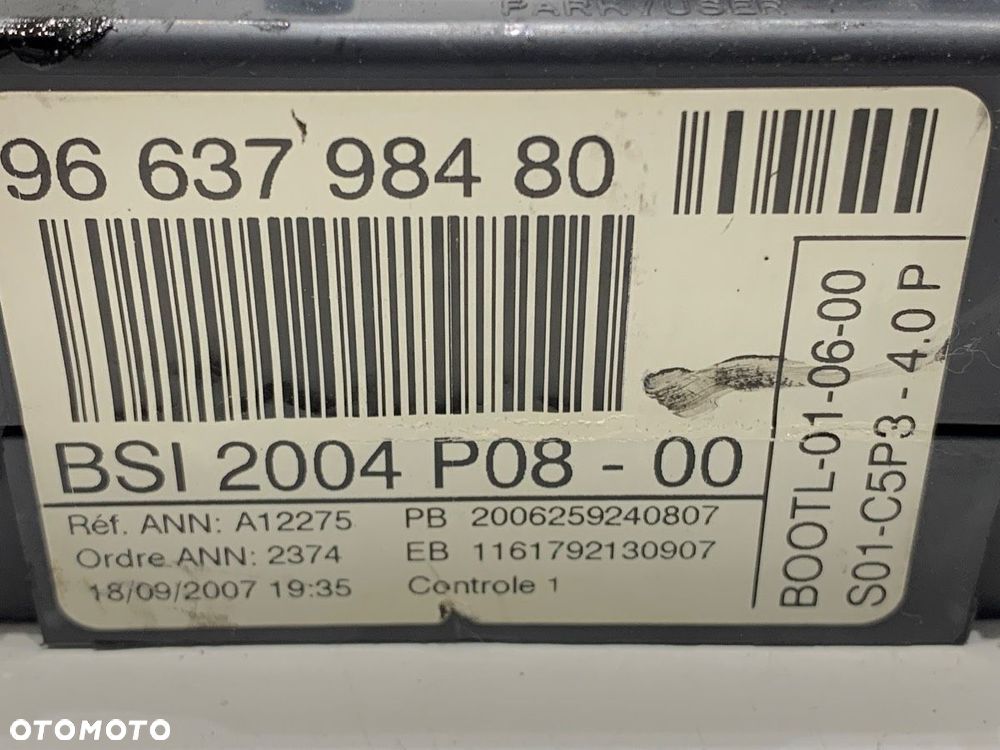 PARK/USER
96 637 984 80
BSI 2004 P08 - 00
Réf. ANN: A12275 PB 2006259240807
Ordre ANN: 2374 EB 1161792130907
18/09/2007 19:35 Controle 1
BOOTL-01-06-00
S01-C5P3 - 4.0 P
OTOMOTO